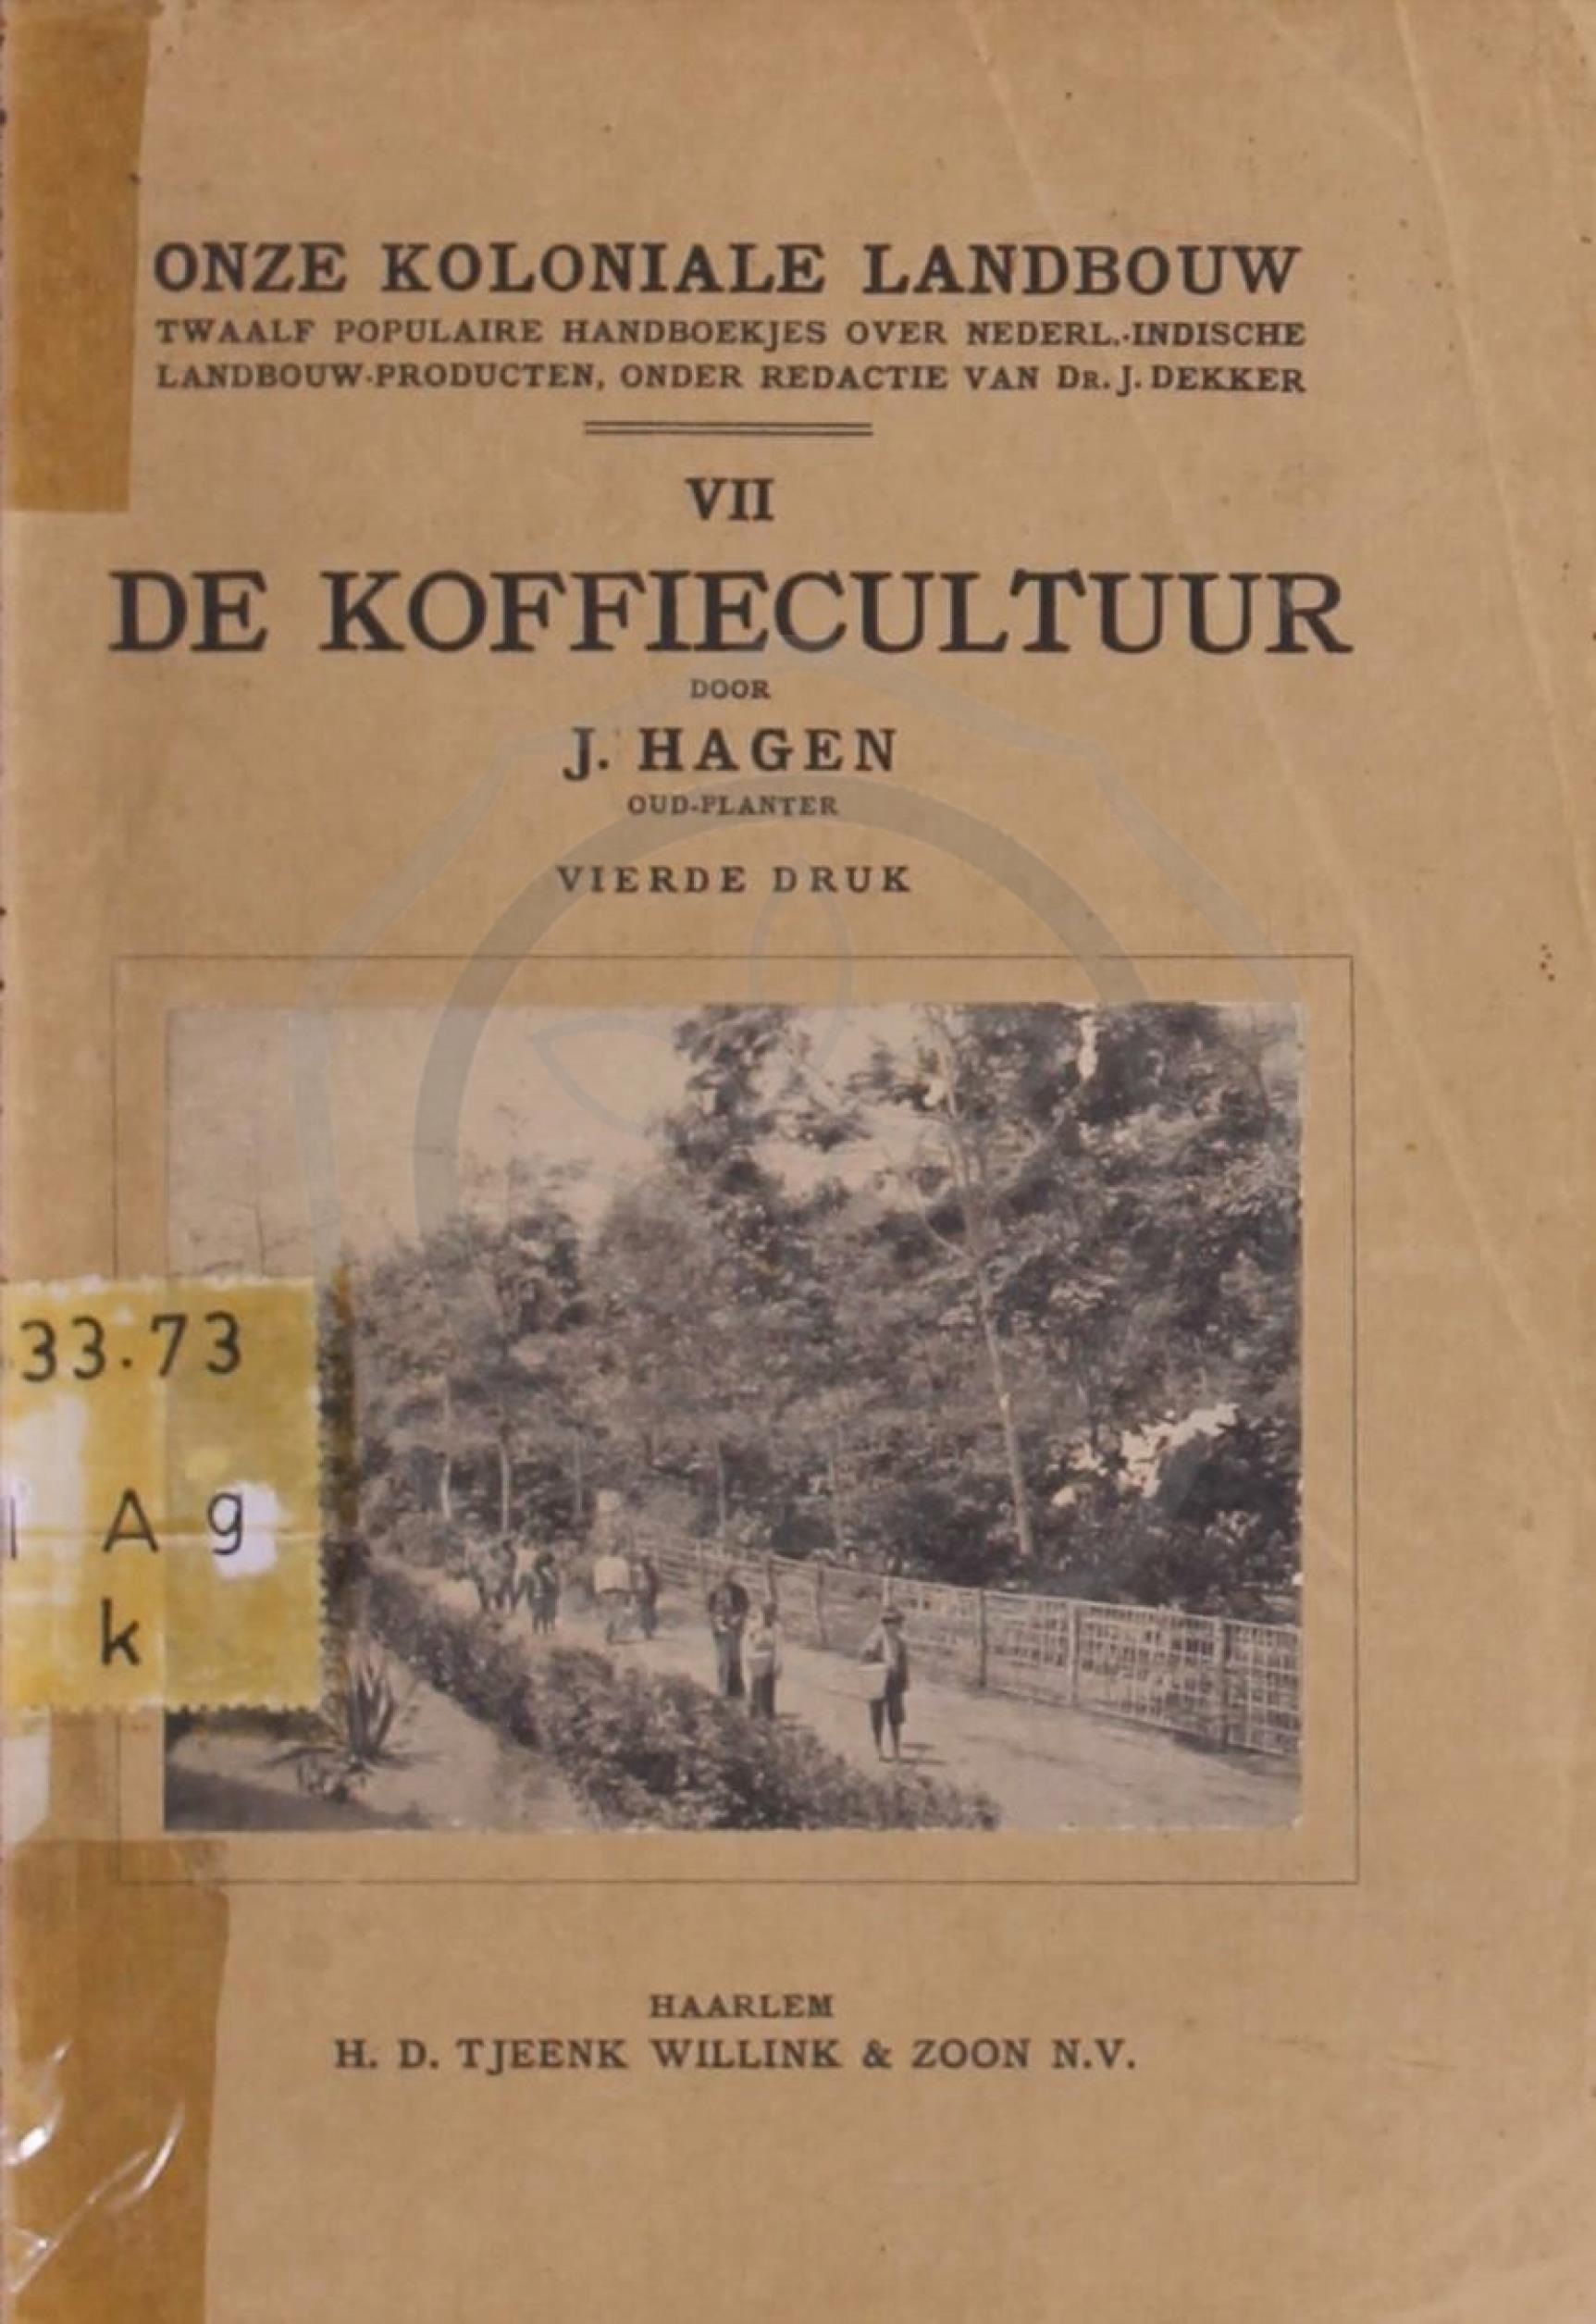 ONZE KOLONIALE LANDBOUW
TWAALF POPULAIRE HANDBOEKJES OVER NEDERL.-INDISCHE
LANDBOUW-PRODUCTEN, ONDER REDACTIE VAN DR. J. DEKKER
VII
DE KOFFIECULTUUR
DOOR
J. HAGEN
OUD-PLANTER
VIERDE DRUK
33.73
A g
k
HAARLEM
H. D. TJEENK WILLINK & ZOON N.V.